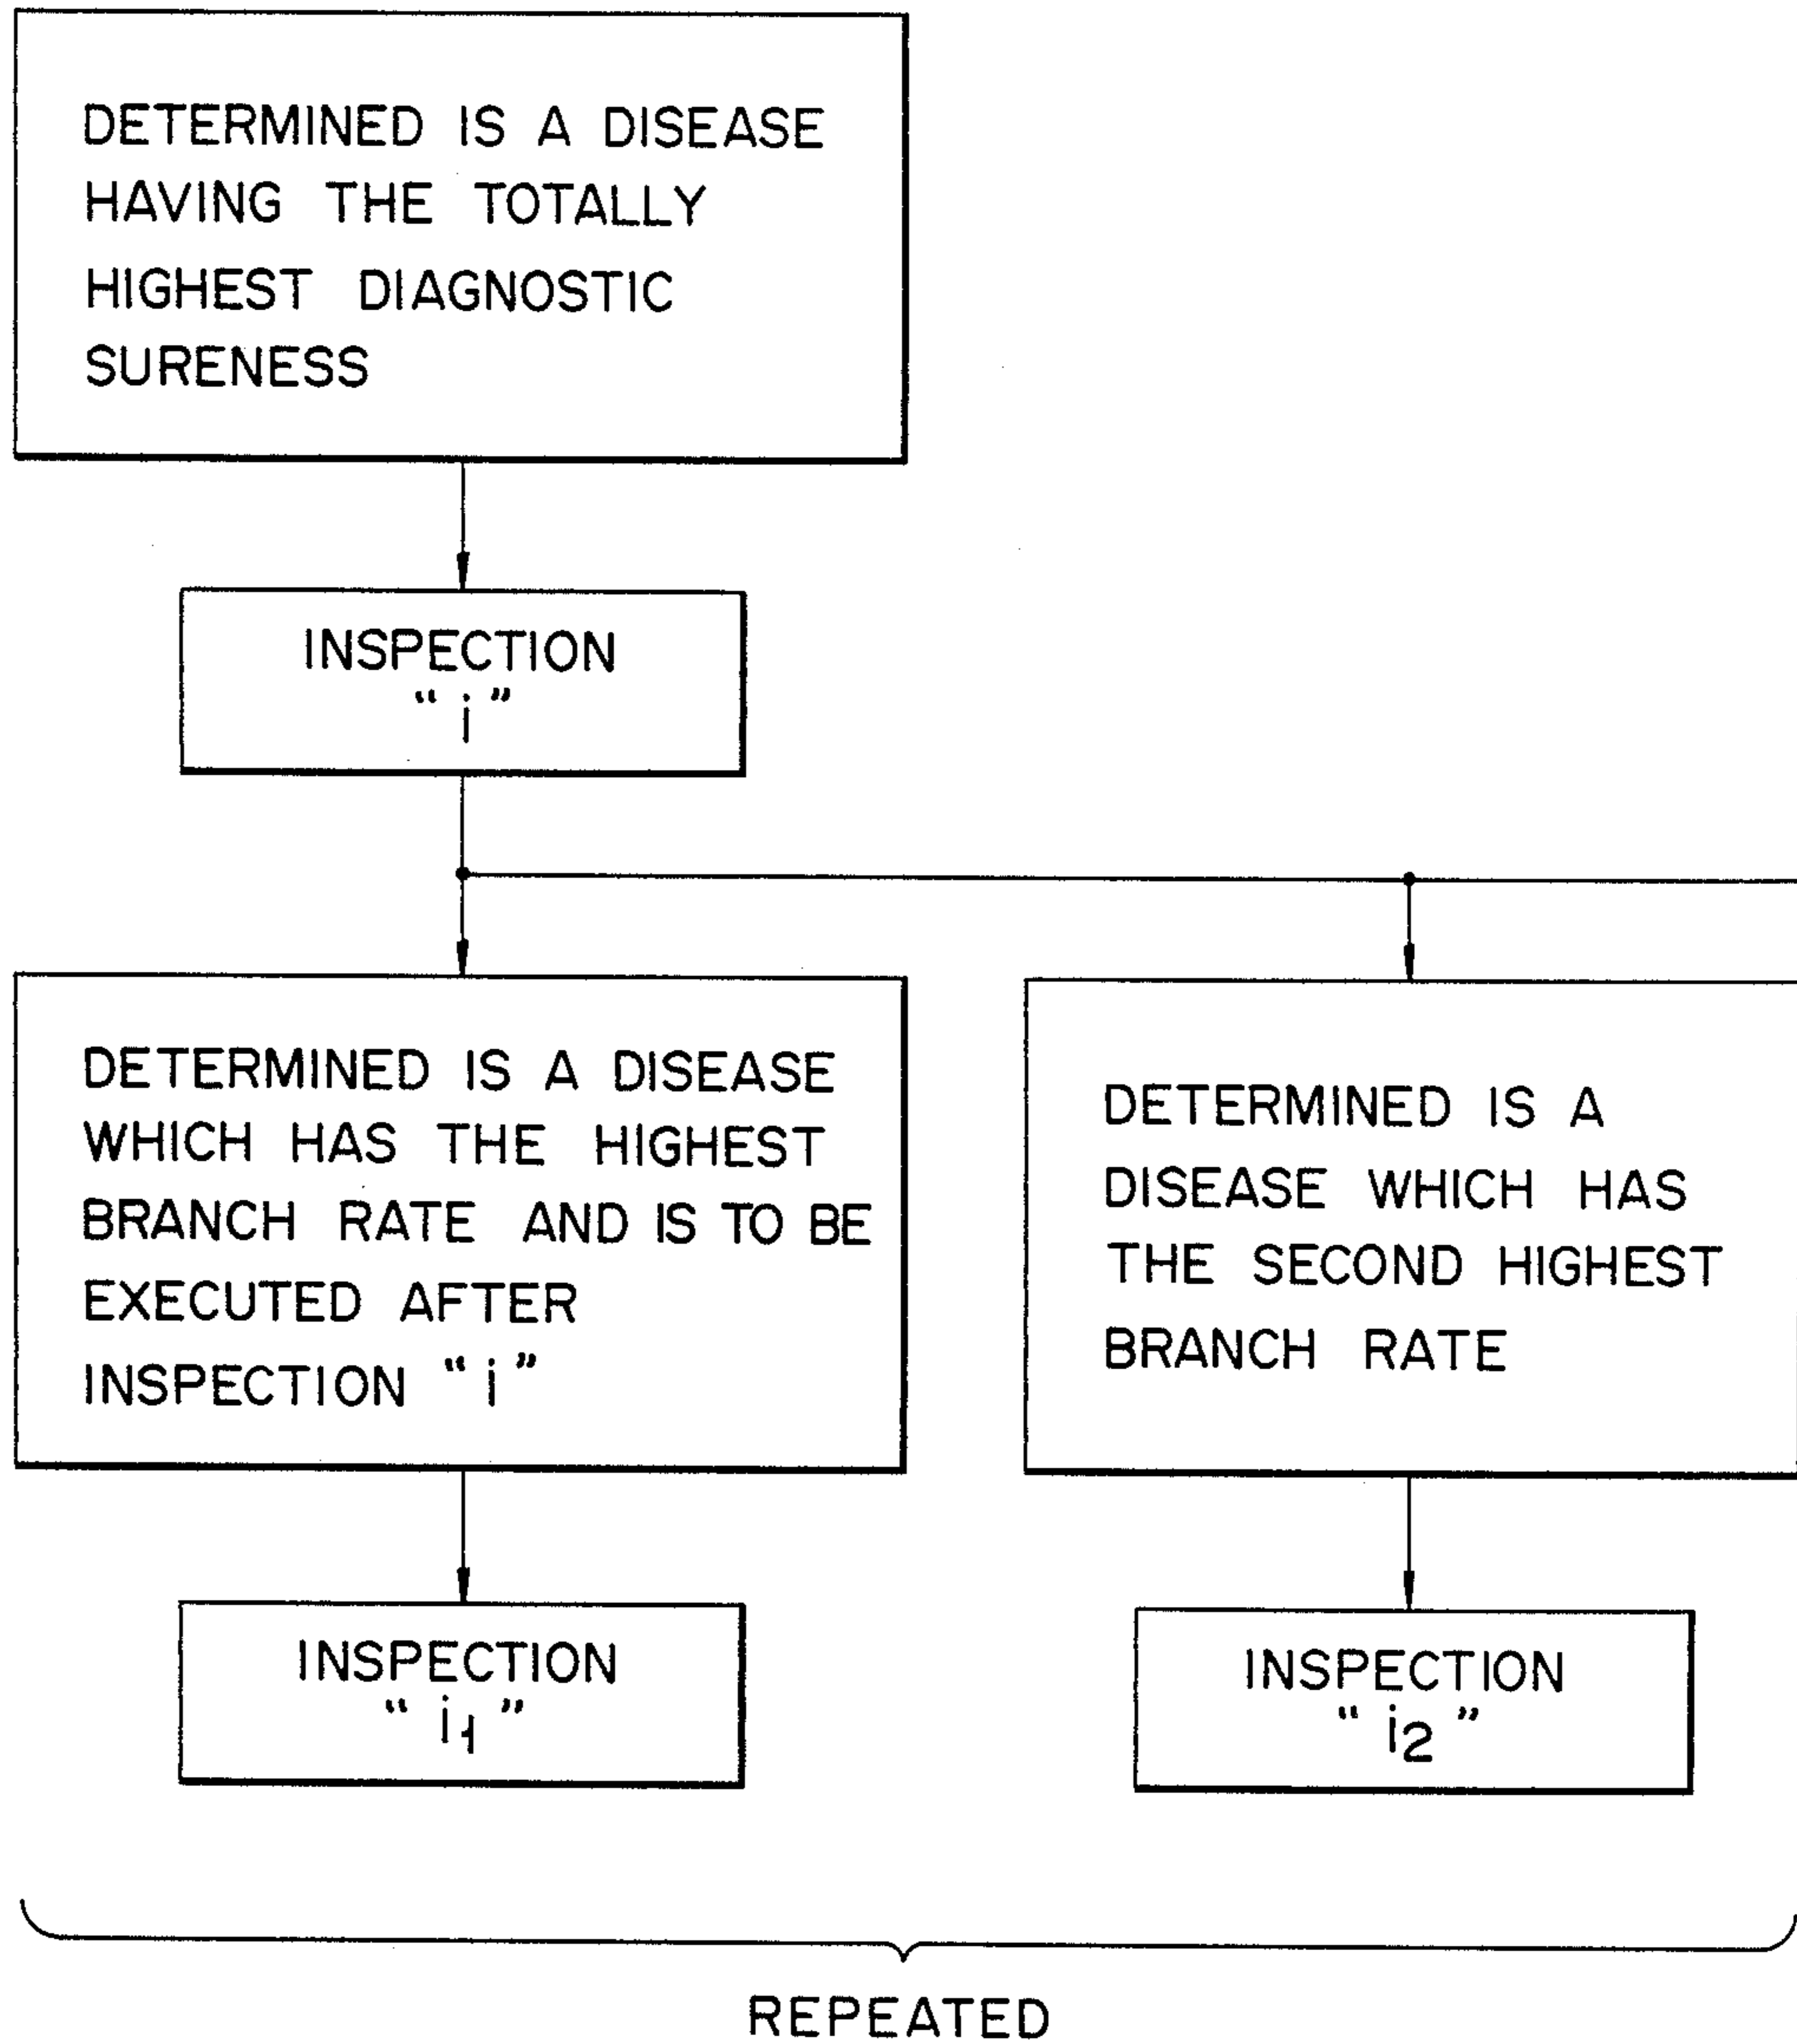 DETERMINED IS A DISEASE
HAVING THE TOTALLY
HIGHEST DIAGNOSTIC
SURENESS
INSPECTION
“i”
DETERMINED IS A DISEASE
WHICH HAS THE HIGHEST
BRANCH RATE AND IS TO BE
EXECUTED AFTER
INSPECTION “i”
DETERMINED IS A
DISEASE WHICH HAS
THE SECOND HIGHEST
BRANCH RATE
INSPECTION
“i₁”
INSPECTION
“i₂”
REPEATED